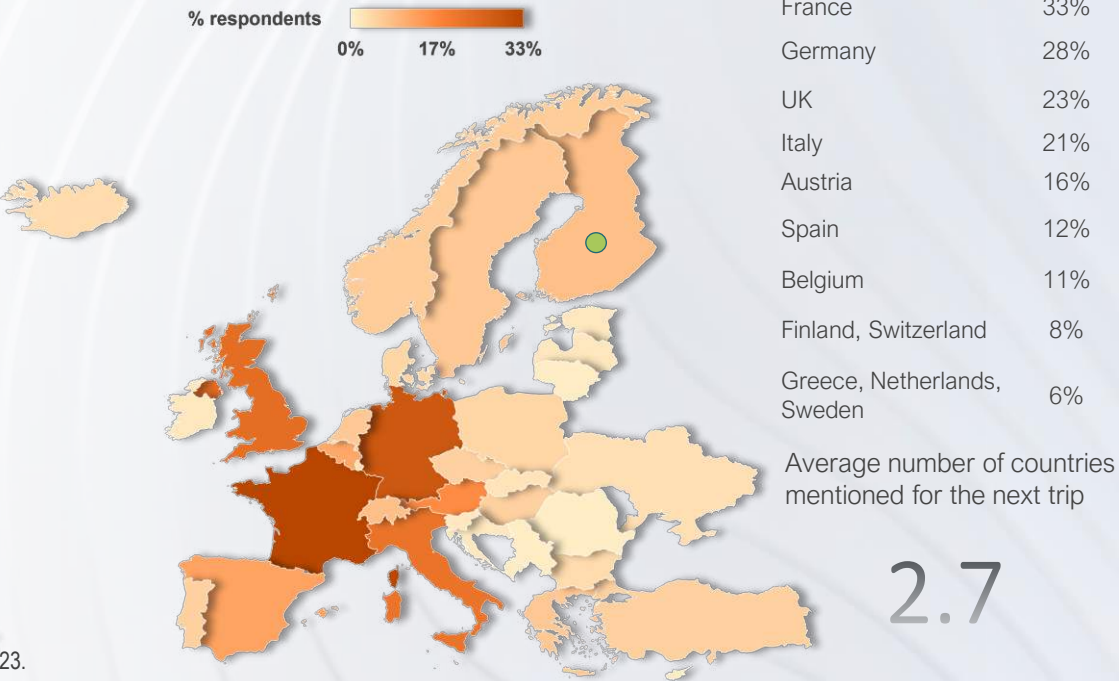 % respondents
0% 17% 33%
France 33%
Germany 28%
UK 23%
Italy 21%
Austria 16%
Spain 12%
Belgium 11%
Finland, Switzerland 8%
Greece, Netherlands,
Sweden 6%
Average number of countries
mentioned for the next trip
2.7
23.